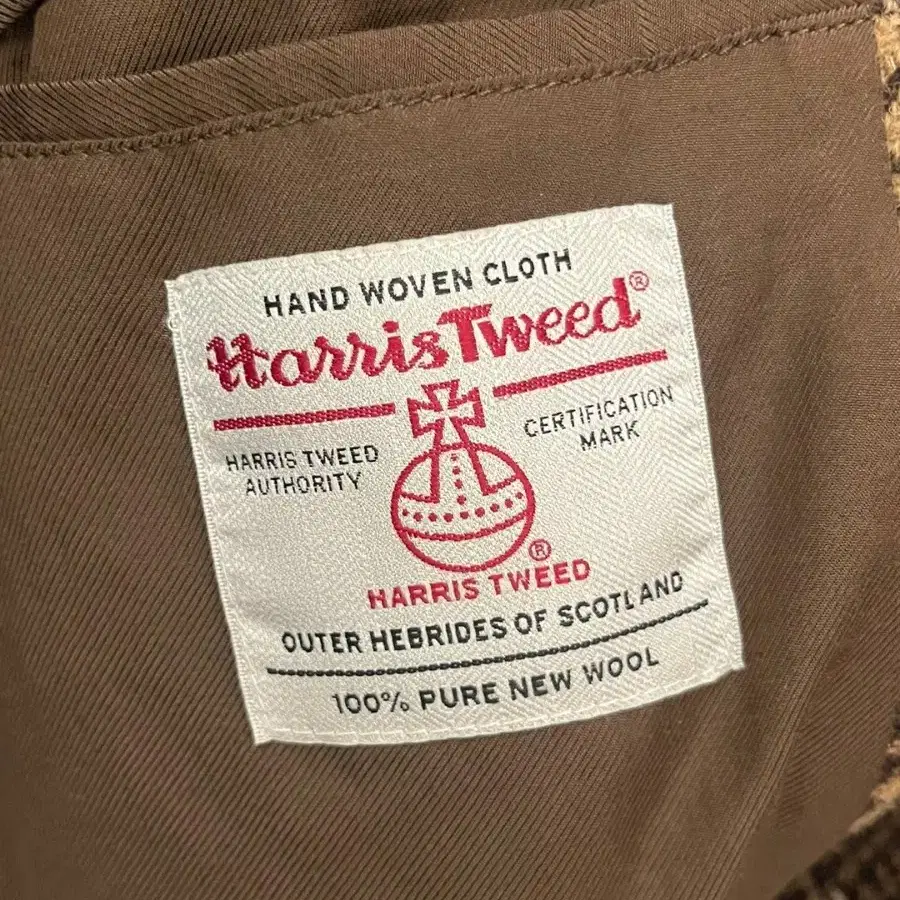 HAND WOVEN CLOTH
Harris Tweed®
HARRIS TWEED
AUTHORITY
CERTIFICATION
MARK
®
HARRIS TWEED
OUTER HEBRIDES OF SCOTLAND
100% PURE NEW WOOL